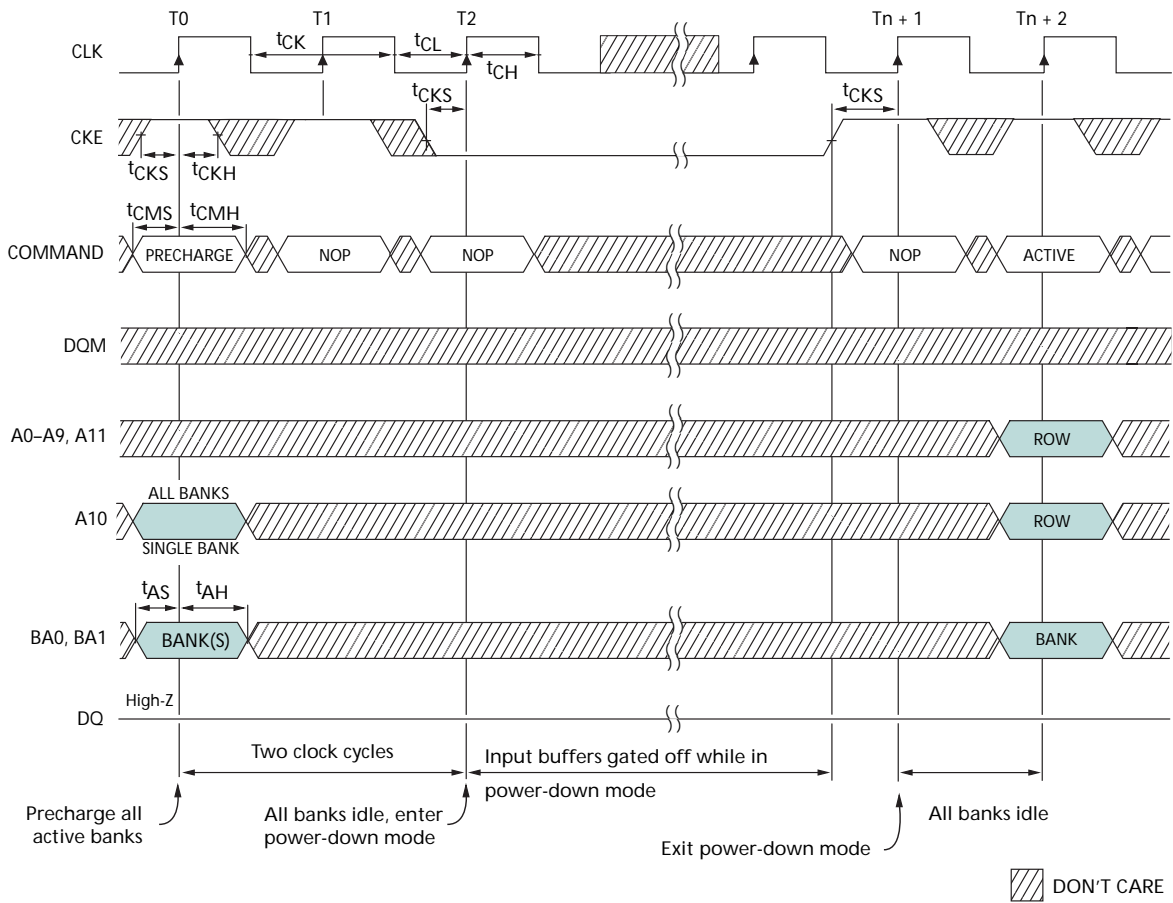 T0 T1 T2 Tn + 1 Tn + 2
CLK
tCK
tCL
tCH
tCKS
tCKS
CKE
tCKS
tCKH
tCMS
tCMH
COMMAND
PRECHARGE
NOP
NOP
NOP
ACTIVE
DQM
A0–A9, A11
ROW
ALL BANKS
A10
ROW
SINGLE BANK
tAS
tAH
BA0, BA1
BANK(S)
BANK
High-Z
DQ
Two clock cycles
Input buffers gated off while in
power-down mode
Precharge all
active banks
All banks idle, enter
power-down mode
All banks idle
Exit power-down mode
DON'T CARE